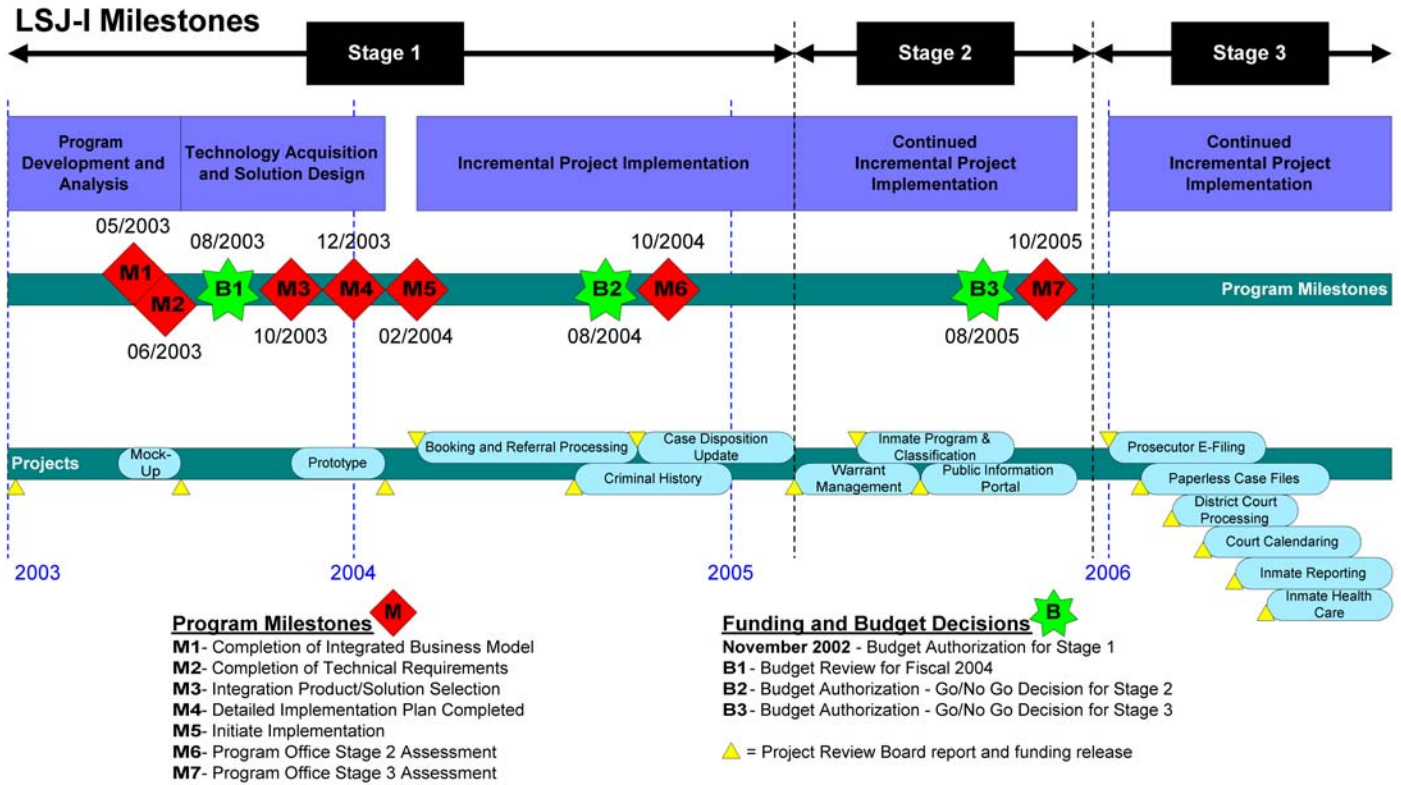 LSJ-I Milestones
Stage 1
Stage 2
Stage 3
Program
Development and
Analysis
Technology Acquisition
and Solution Design
Incremental Project Implementation
Continued
Incremental Project
Implementation
Continued
Incremental Project
Implementation
05/2003
08/2003
12/2003
10/2004
10/2005
M1
M2
B1
M3
M4
M5
B2
M6
B3
M7
Program Milestones
06/2003
10/2003
02/2004
08/2004
08/2005
Projects
Mock-
Up
Prototype
Booking and Referral Processing
Case Disposition
Update
Criminal History
Inmate Program &
Classification
Warrant
Management
Public Information
Portal
Prosecutor E-Filing
Paperless Case Files
District Court
Processing
Court Calendaring
Inmate Reporting
Inmate Health
Care
2003
2004
2005
2006
Program Milestones
M
M1- Completion of Integrated Business Model
M2- Completion of Technical Requirements
M3- Integration Product/Solution Selection
M4- Detailed Implementation Plan Completed
M5- Initiate Implementation
M6- Program Office Stage 2 Assessment
M7- Program Office Stage 3 Assessment
Funding and Budget Decisions
B
November 2002 - Budget Authorization for Stage 1
B1 - Budget Review for Fiscal 2004
B2 - Budget Authorization - Go/No Go Decision for Stage 2
B3 - Budget Authorization - Go/No Go Decision for Stage 3
= Project Review Board report and funding release